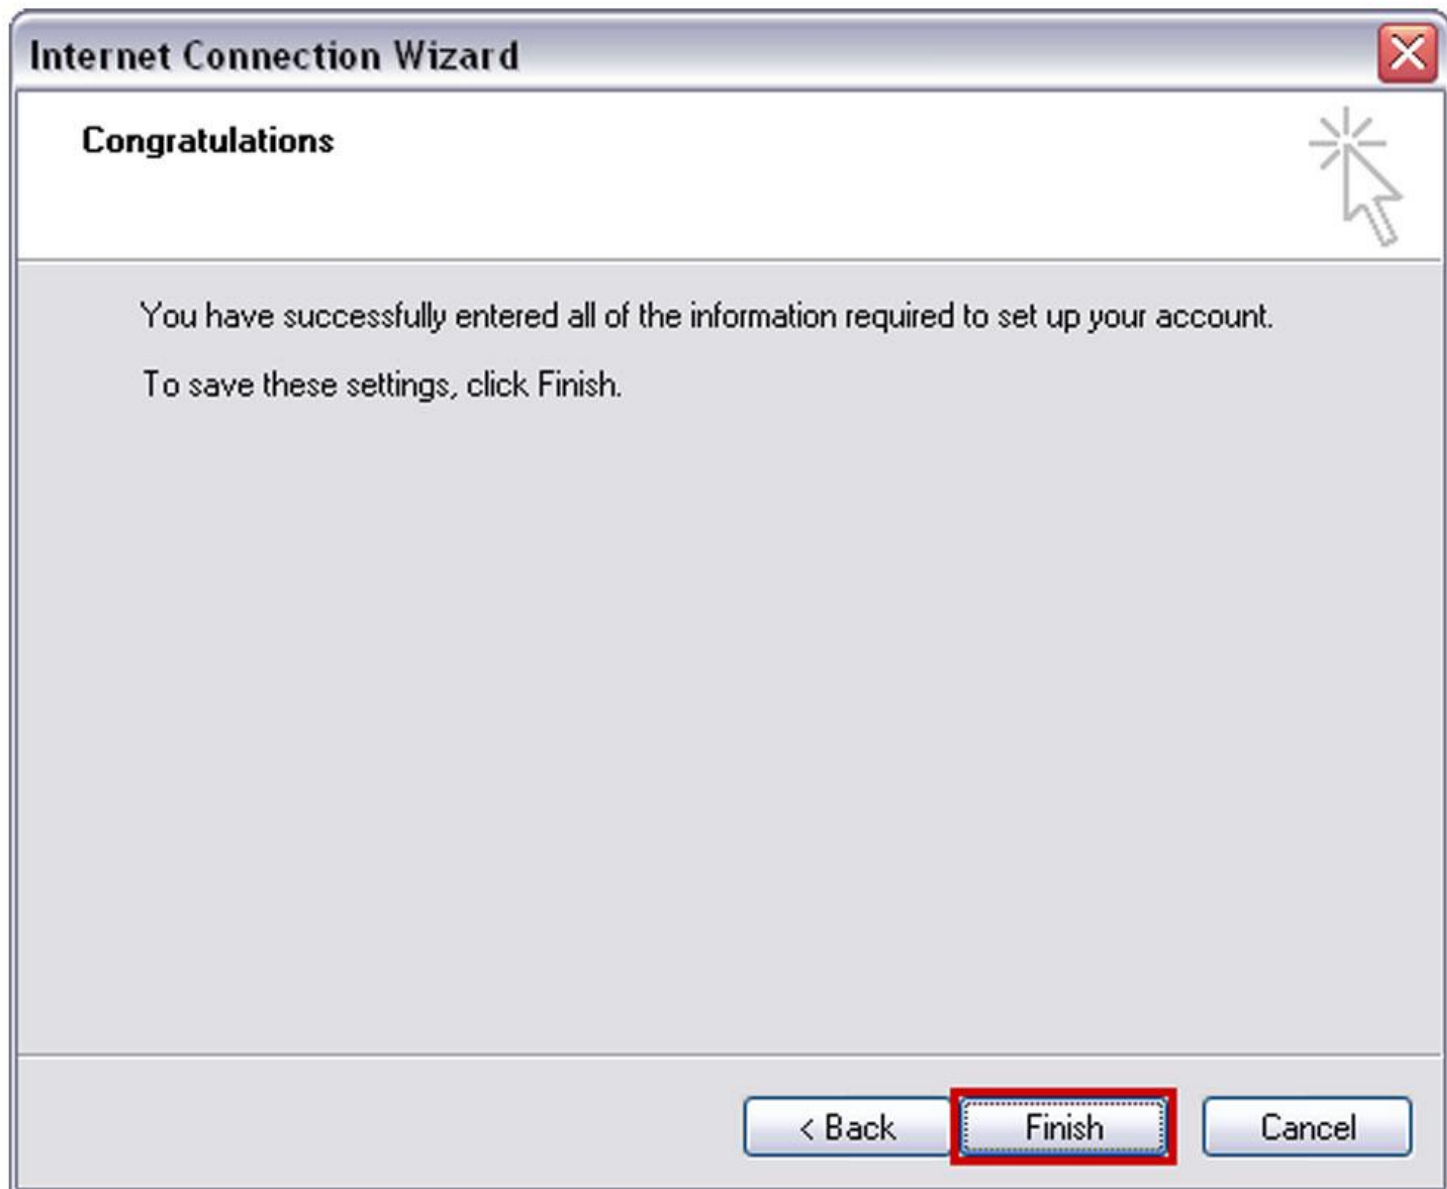 Internet Connection Wizard
Congratulations
You have successfully entered all of the information required to set up your account.
To save these settings, click Finish.
< Back Finish Cancel